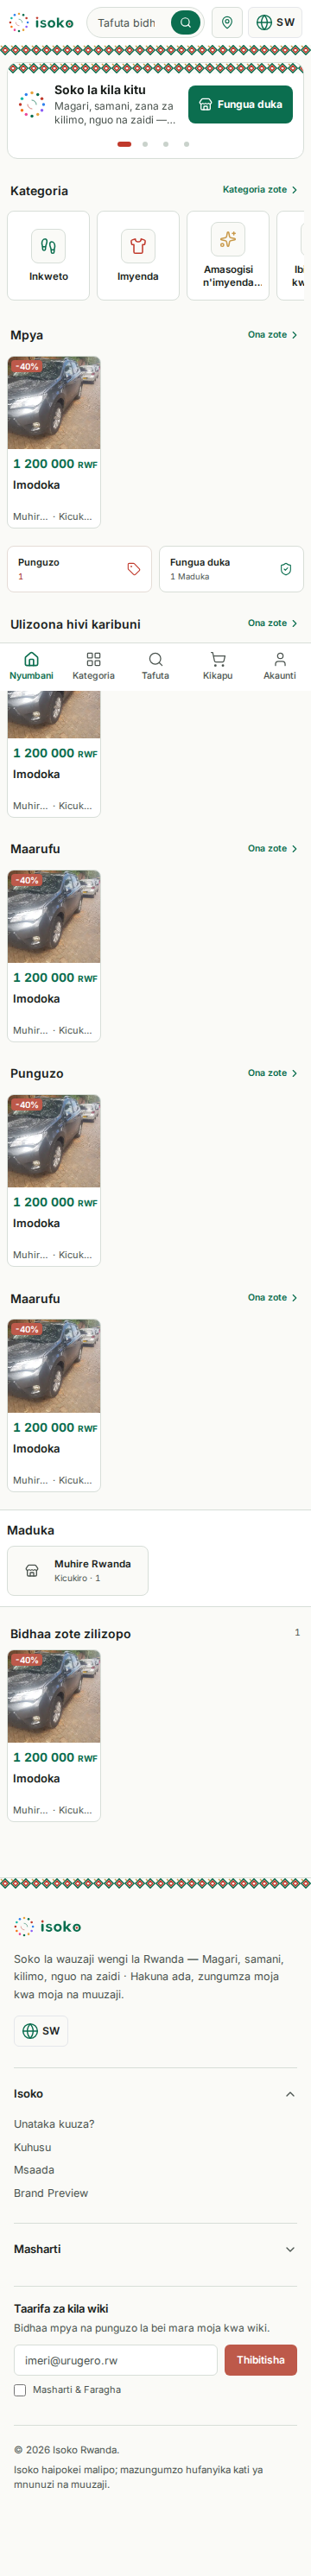 isoko
Tafuta bidh
SW
Soko la kila kitu
Magari, samani, zana za
kilimo, nguo na zaidi —...
Fungua duka
Kategoria
Kategoria zote
Inkweto
Imyenda
Amasogisi
n'imyenda...
Mpya
Ona zote
-40%
1 200 000 RWF
Imodoka
Muhir... · Kicuk...
Punguzo
1
Fungua duka
1 Maduka
Ulizoona hivi karibuni
Ona zote
Nyumbani
Kategoria
Tafuta
Kikapu
Akaunti
1 200 000 RWF
Imodoka
Muhir... · Kicuk...
Maarufu
Ona zote
-40%
1 200 000 RWF
Imodoka
Muhir... · Kicuk...
Punguzo
Ona zote
-40%
1 200 000 RWF
Imodoka
Muhir... · Kicuk...
Maarufu
Ona zote
-40%
1 200 000 RWF
Imodoka
Muhir... · Kicuk...
Maduka
Muhire Rwanda
Kicukiro · 1
Bidhaa zote zilizopo
1
-40%
1 200 000 RWF
Imodoka
Muhir... · Kicuk...
isoko
Soko la wauzaji wengi la Rwanda — Magari, samani,
kilimo, nguo na zaidi · Hakuna ada, zungumza moja
kwa moja na muuzaji.
SW
Isoko
Unataka kuuza?
Kuhusu
Msaada
Brand Preview
Masharti
Taarifa za kila wiki
Bidhaa mpya na punguzo la bei mara moja kwa wiki.
imeri@urugero.rw
Thibitisha
Masharti & Faragha
© 2026 Isoko Rwanda.
Isoko haipokei malipo; mazungumzo hufanyika kati ya
mnunuzi na muuzaji.